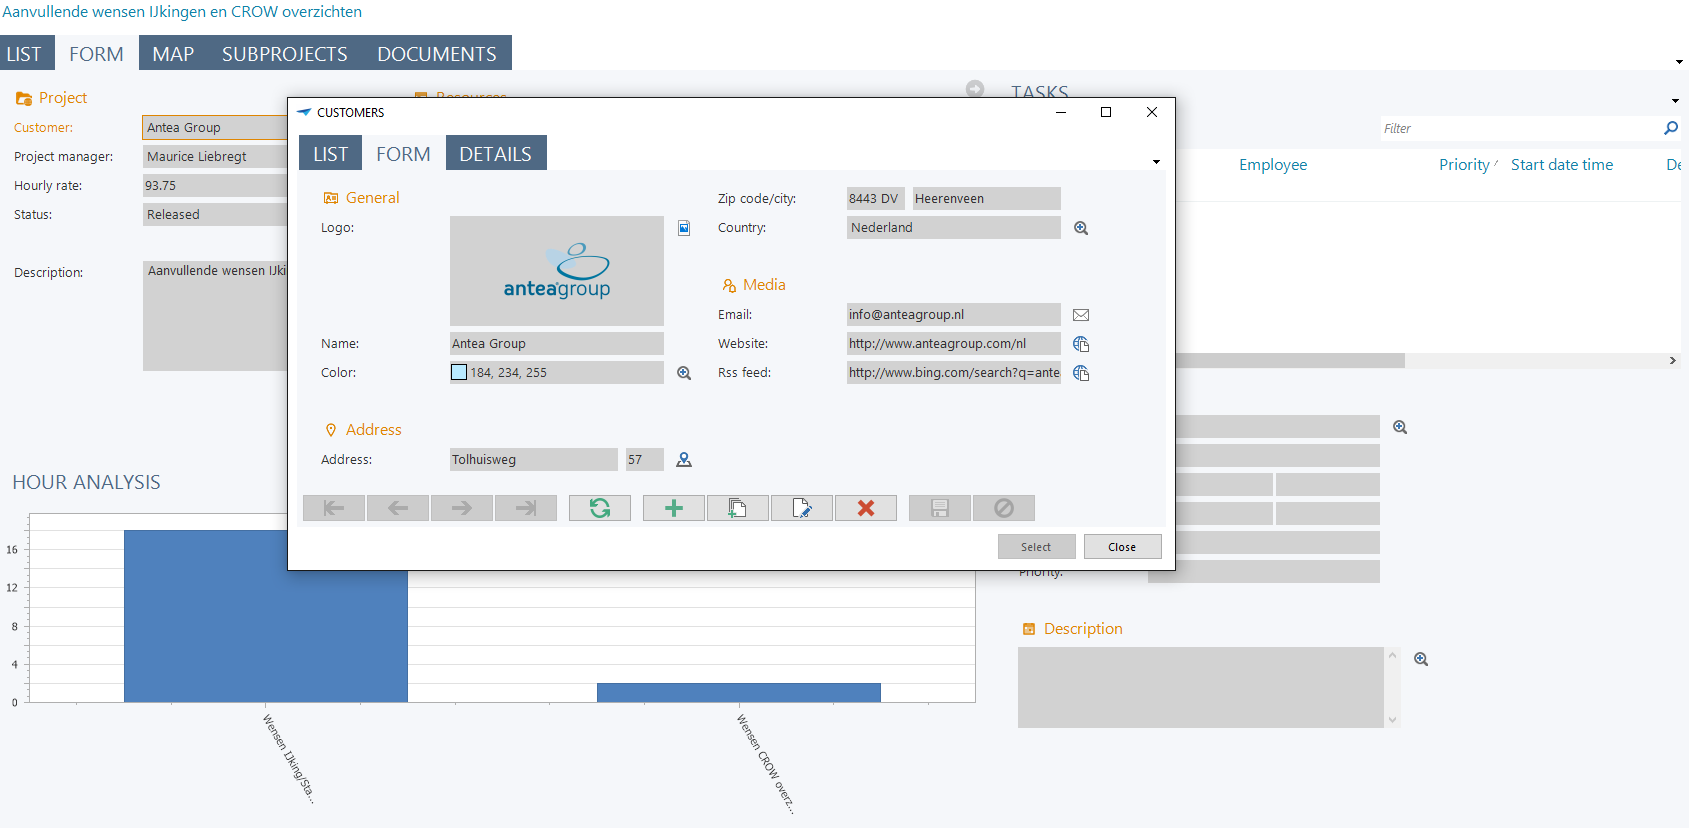 Aanvullende wensen IJkingen en CROW overzichten
LIST FORM MAP SUBPROJECTS DOCUMENTS
Project
Customer: Antea Group
Project manager: Maurice Liebregt
Hourly rate: 93.75
Status: Released
Description: Aanvullende wensen IJki
Resources
CUSTOMERS
LIST FORM DETAILS
General
Logo:
antea group
Name: Antea Group
Color: 184, 234, 255
Address
Address: Tolhuisweg 57
Zip code/city: 8443 DV Heerenveen
Country: Nederland
Media
Email: info@anteagroup.nl
Website: http://www.anteagroup.com/nl
Rss feed: http://www.bing.com/search?q=antea
Select Close
TASKS
Filter
Employee Priority Start date time De
Priority:
Description
HOUR ANALYSIS
16
12
8
4
0
Wensen IJking/Sta...
Wensen CROW overz...